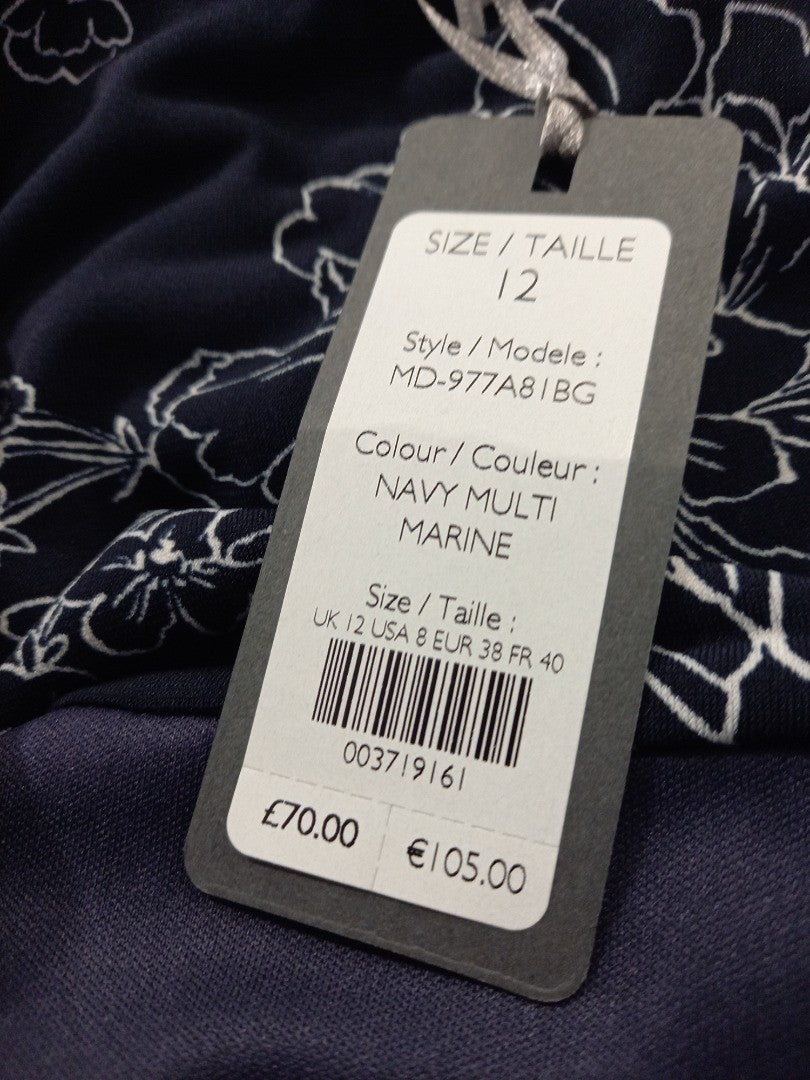 SIZE / TAILLE
12
Style / Modele :
MD-977A81BG
Colour / Couleur :
NAVY MULTI
MARINE
Size / Taille :
UK 12 USA 8 EUR 38 FR 40
003719161
£70.00 €105.00